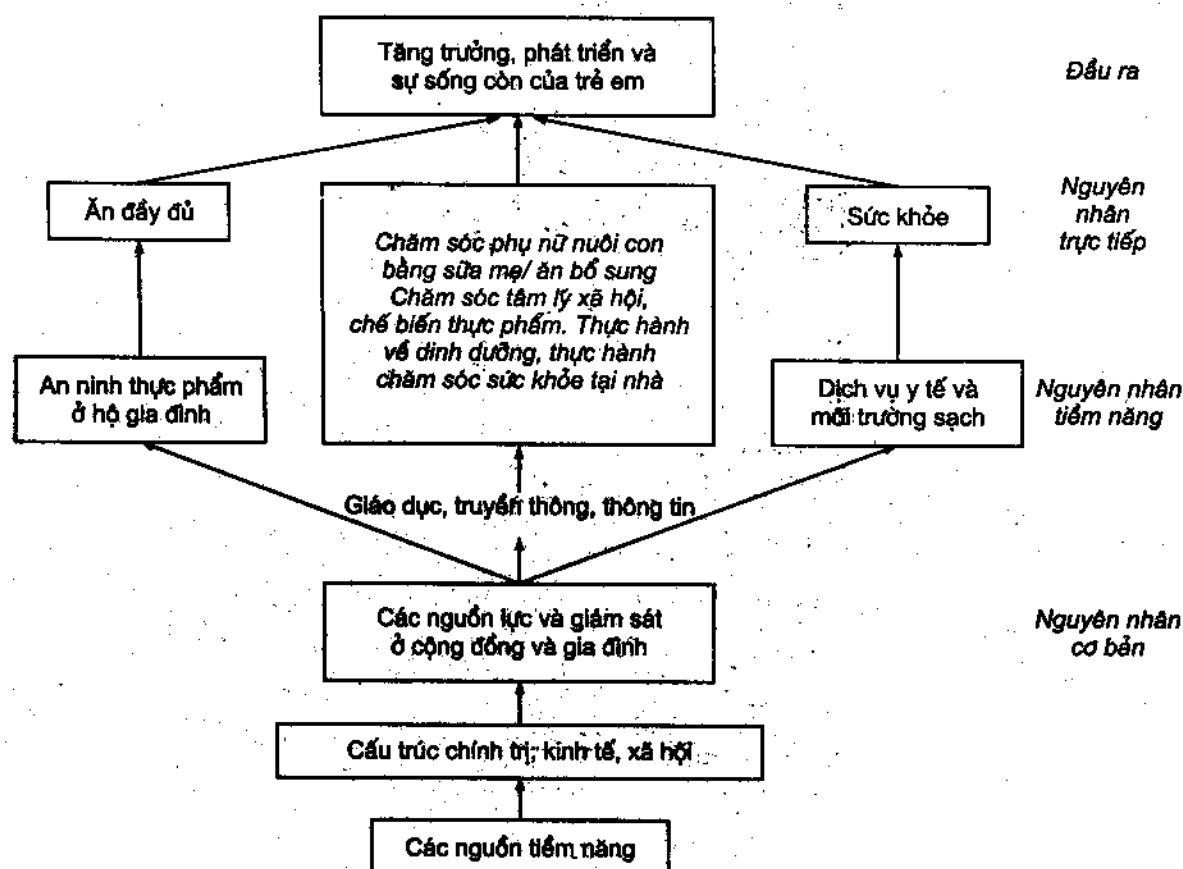 Tăng trưởng, phát triển và
sự sống còn của trẻ em
Đầu ra
Ăn đầy đủ
Chăm sóc phụ nữ nuôi con
bằng sữa mẹ/ ăn bổ sung
Chăm sóc tâm lý xã hội,
chế biến thực phẩm. Thực hành
về dinh dưỡng, thực hành
chăm sóc sức khỏe tại nhà
Sức khỏe
Nguyên
nhân
trực tiếp
An ninh thực phẩm
ở hộ gia đình
Dịch vụ y tế và
môi trường sạch
Nguyên nhân
tiềm năng
Giáo dục, truyền thông, thông tin
Các nguồn lực và giám sát
ở cộng đồng và gia đình
Nguyên nhân
cơ bản
Cấu trúc chính trị, kinh tế, xã hội
Các nguồn tiềm năng